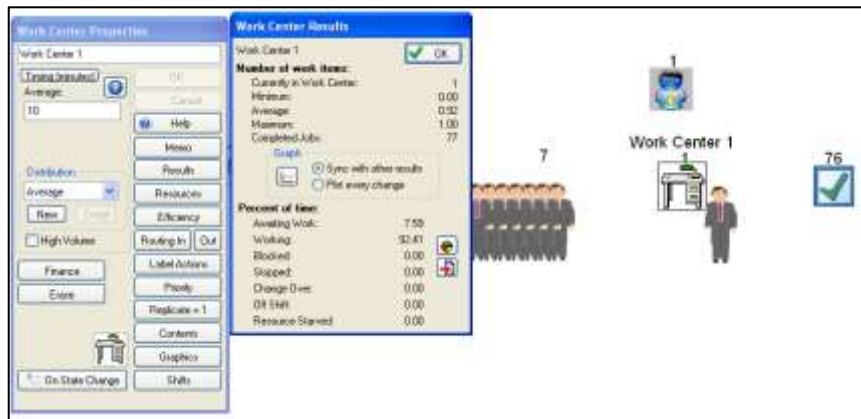 Work Center Properties
Work Center 1
Timing (minutes)
Average:
10
Distribution
Average
New
Detail
High Volume
Finance
Erase
On State Change
OK
Cancel
Help
Memo
Results
Resources
Efficiency
Routing In
Out
Label Actions
Priority
Replicate = 1
Contents
Graphics
Shifts
Work Center Results
Work Center 1
OK
Number of work items:
Currently in Work Center: 1
Minimum: 0.00
Average: 0.92
Maximum: 1.00
Completed Jobs: 77
Graph
Sync with other results
Plot every change
Percent of time:
Awaiting Work: 7.59
Working: 92.41
Blocked: 0.00
Stopped: 0.00
Change Over: 0.00
Off Shift: 0.00
Resource Starved: 0.00
7
1
Work Center 1
1
76